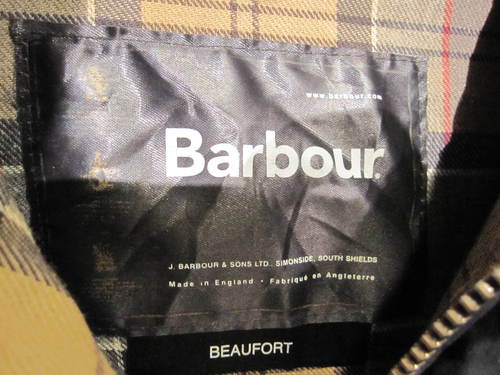 www.barbour.com
Barbour.
J. BARBOUR & SONS LTD., SIMONSIDE, SOUTH SHIELDS
Made in England • Fabriqué en Angleterre
BEAUFORT